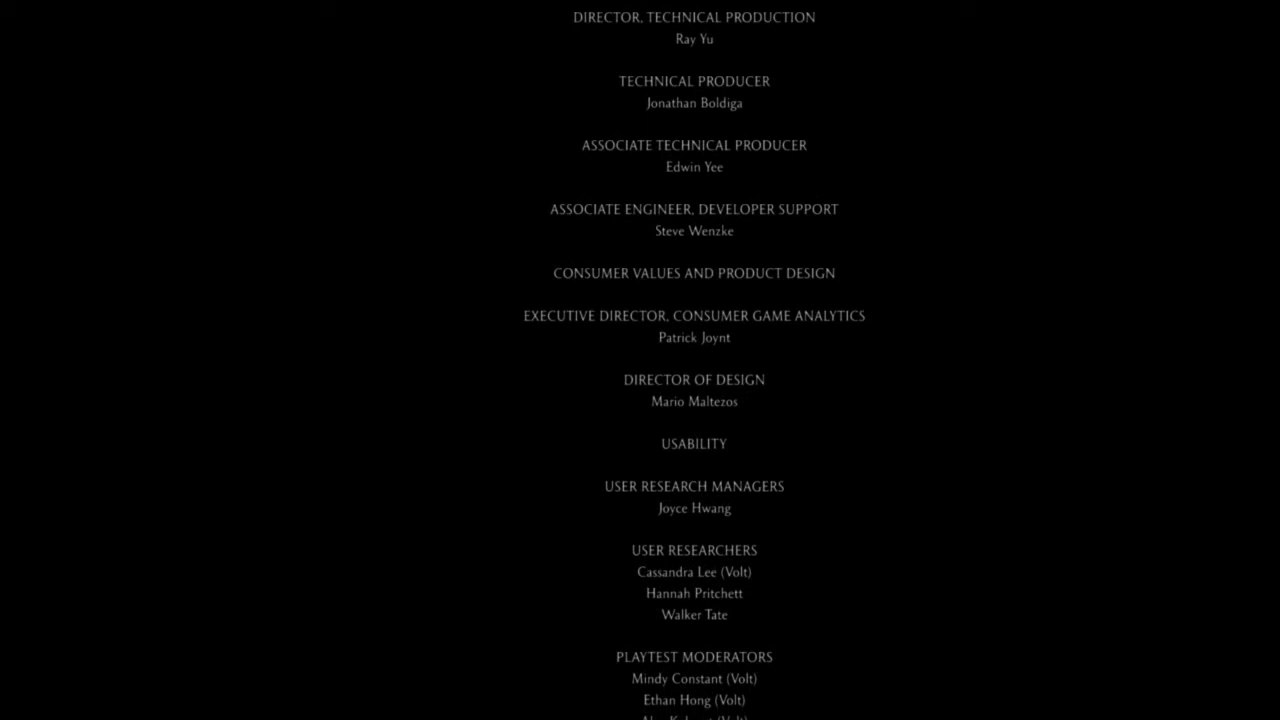 DIRECTOR, TECHNICAL PRODUCTION
Ray Yu
TECHNICAL PRODUCER
Jonathan Boldiga
ASSOCIATE TECHNICAL PRODUCER
Edwin Yee
ASSOCIATE ENGINEER, DEVELOPER SUPPORT
Steve Wenzke
CONSUMER VALUES AND PRODUCT DESIGN
EXECUTIVE DIRECTOR, CONSUMER GAME ANALYTICS
Patrick Joynt
DIRECTOR OF DESIGN
Mario Maltezos
USABILITY
USER RESEARCH MANAGERS
Joyce Hwang
USER RESEARCHERS
Cassandra Lee (Volt)
Hannah Pritchett
Walker Tate
PLAYTEST MODERATORS
Mindy Constant (Volt)
Ethan Hong (Volt)